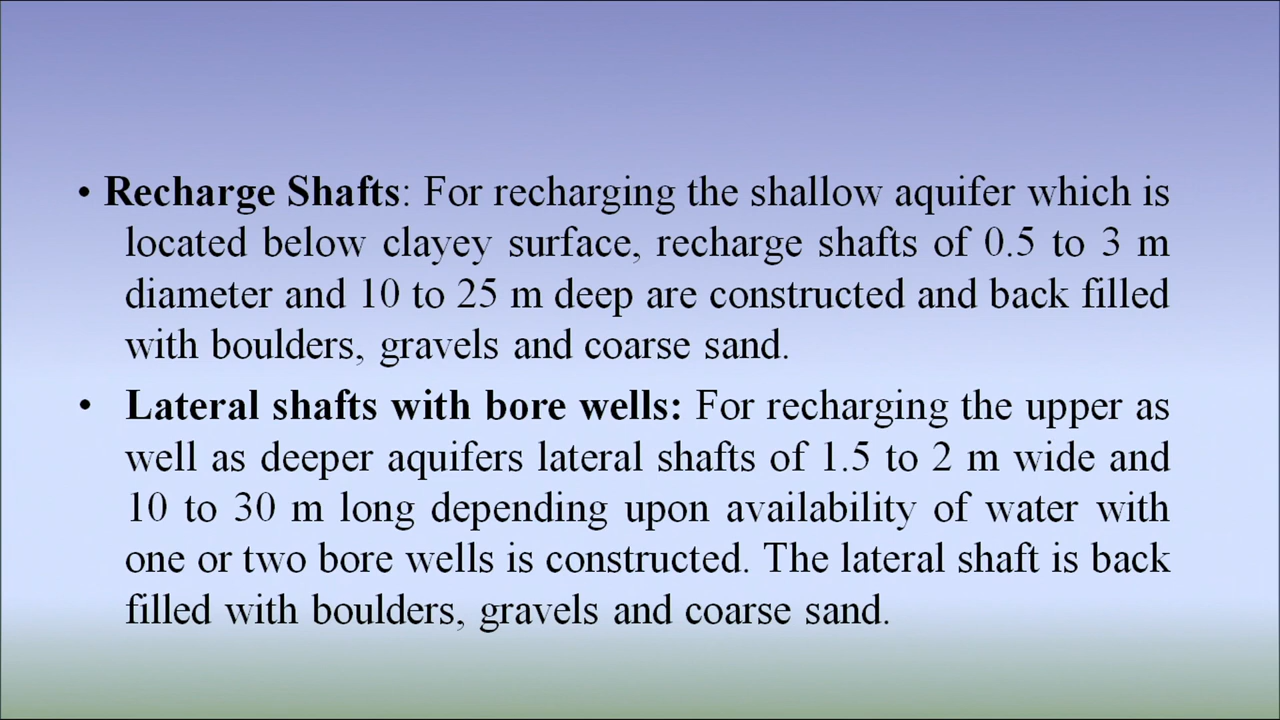 • Recharge Shafts: For recharging the shallow aquifer which is
located below clayey surface, recharge shafts of 0.5 to 3 m
diameter and 10 to 25 m deep are constructed and back filled
with boulders, gravels and coarse sand.
• Lateral shafts with bore wells: For recharging the upper as
well as deeper aquifers lateral shafts of 1.5 to 2 m wide and
10 to 30 m long depending upon availability of water with
one or two bore wells is constructed. The lateral shaft is back
filled with boulders, gravels and coarse sand.